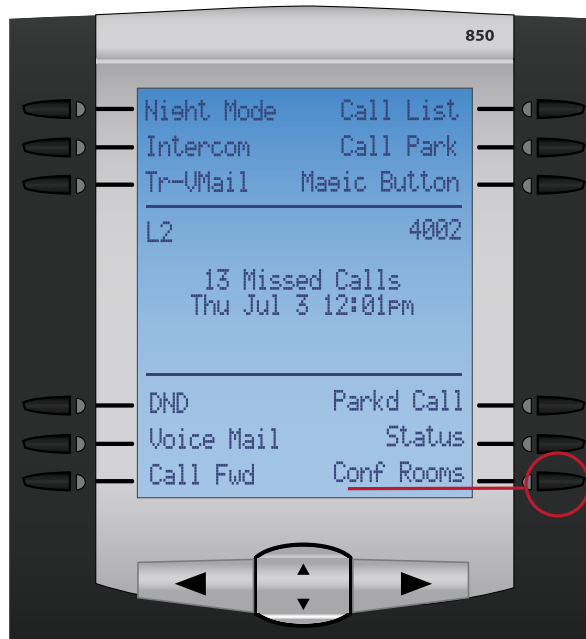 850
Night Mode Call List
Intercom Call Park
Tr-VMail Magic Button
L2 4002
13 Missed Calls
Thu Jul 3 12:01pm
DND Parkd Call
Voice Mail Status
Call Fwd Conf Rooms